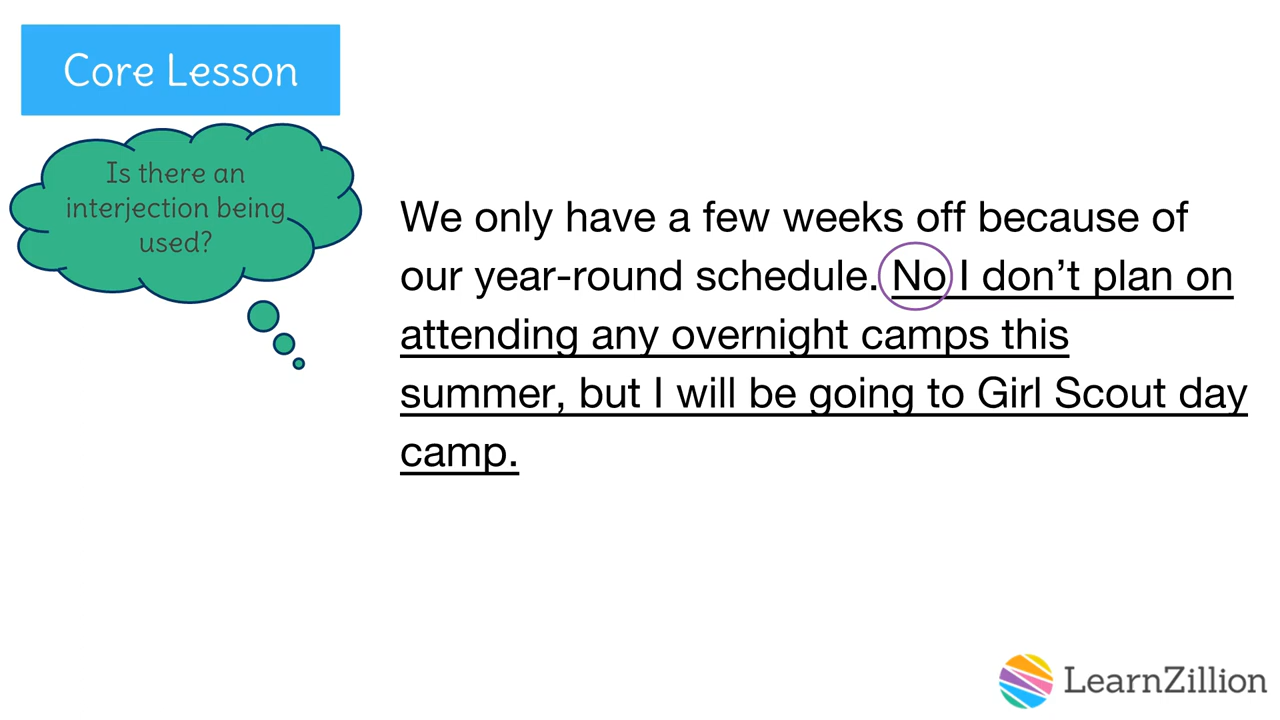 Core Lesson
Is there an
interjection being
used?
We only have a few weeks off because of
our year-round schedule. No I don’t plan on
attending any overnight camps this
summer, but I will be going to Girl Scout day
camp.
LearnZillion